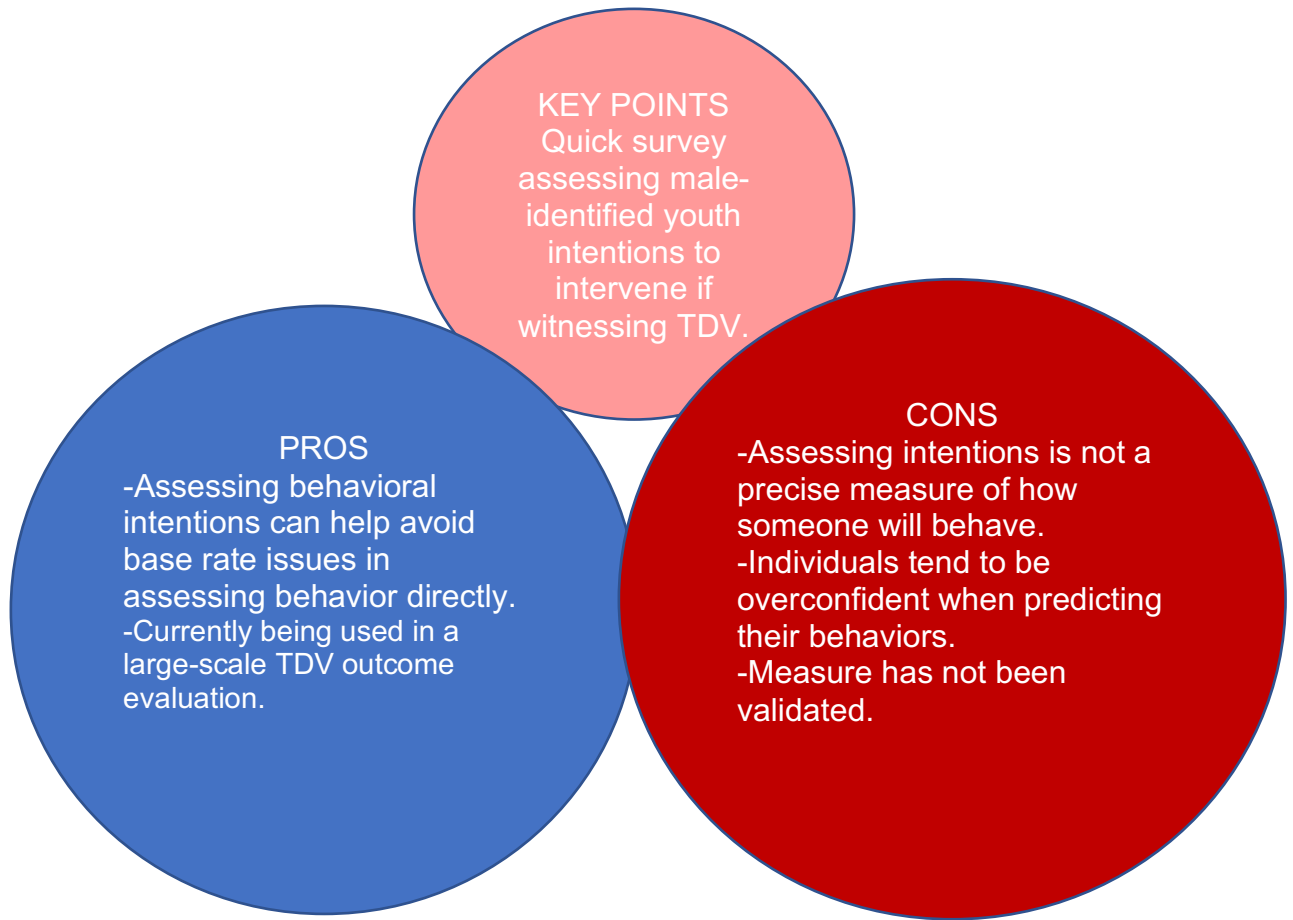 KEY POINTS
Quick survey
assessing male-
identified youth
intentions to
intervene if
witnessing TDV.
PROS
-Assessing behavioral
intentions can help avoid
base rate issues in
assessing behavior directly.
-Currently being used in a
large-scale TDV outcome
evaluation.
CONS
-Assessing intentions is not a
precise measure of how
someone will behave.
-Individuals tend to be
overconfident when predicting
their behaviors.
-Measure has not been
validated.